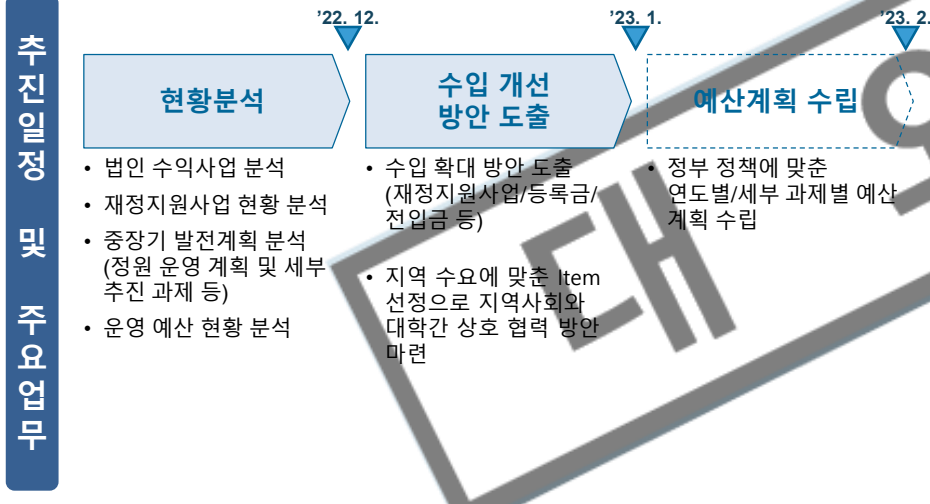 추진일정 및 주요업무
’22. 12.
’23. 1.
’23. 2.
현황분석
수입 개선
방안 도출
예산계획 수립
• 법인 수익사업 분석
• 재정지원사업 현황 분석
• 중장기 발전계획 분석
(정원 운영 계획 및 세부
추진 과제 등)
• 운영 예산 현황 분석
• 수입 확대 방안 도출
(재정지원사업/등록금/
전입금 등)
• 지역 수요에 맞춘 Item
선정으로 지역사회와
대학간 상호 협력 방안
마련
• 정부 정책에 맞춘
연도별/세부 과제별 예산
계획 수립
대